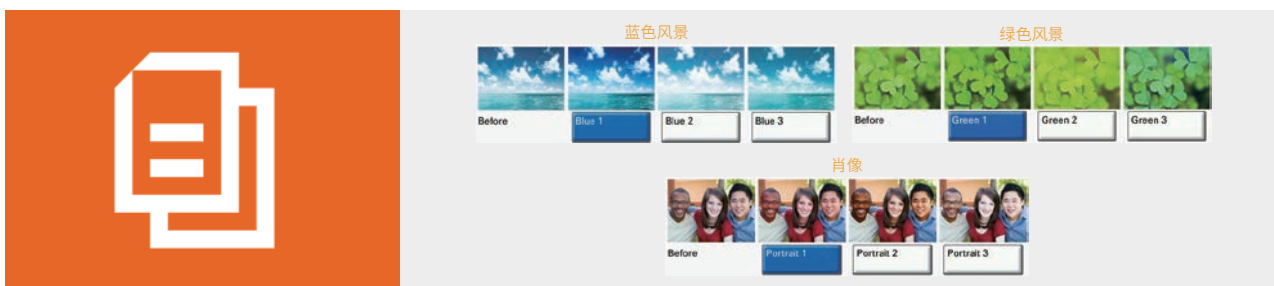 蓝色风景
Before Blue 1 Blue 2 Blue 3
绿色风景
Before Green 1 Green 2 Green 3
肖像
Before Portrait 1 Portrait 2 Portrait 3